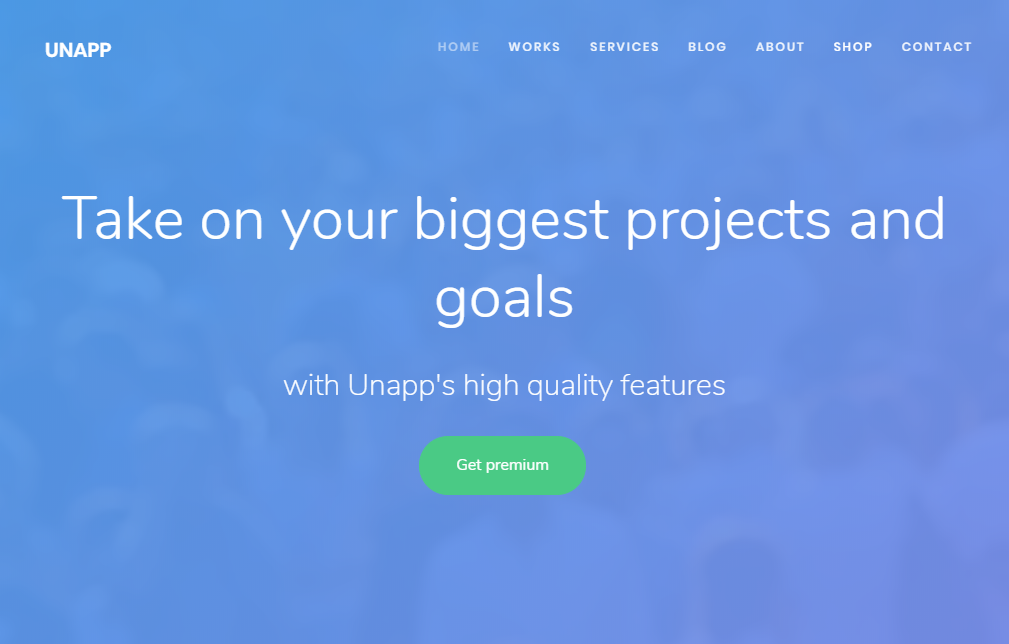 UNAPP
HOME WORKS SERVICES BLOG ABOUT SHOP CONTACT
Take on your biggest projects and
goals
with Unapp's high quality features
Get premium